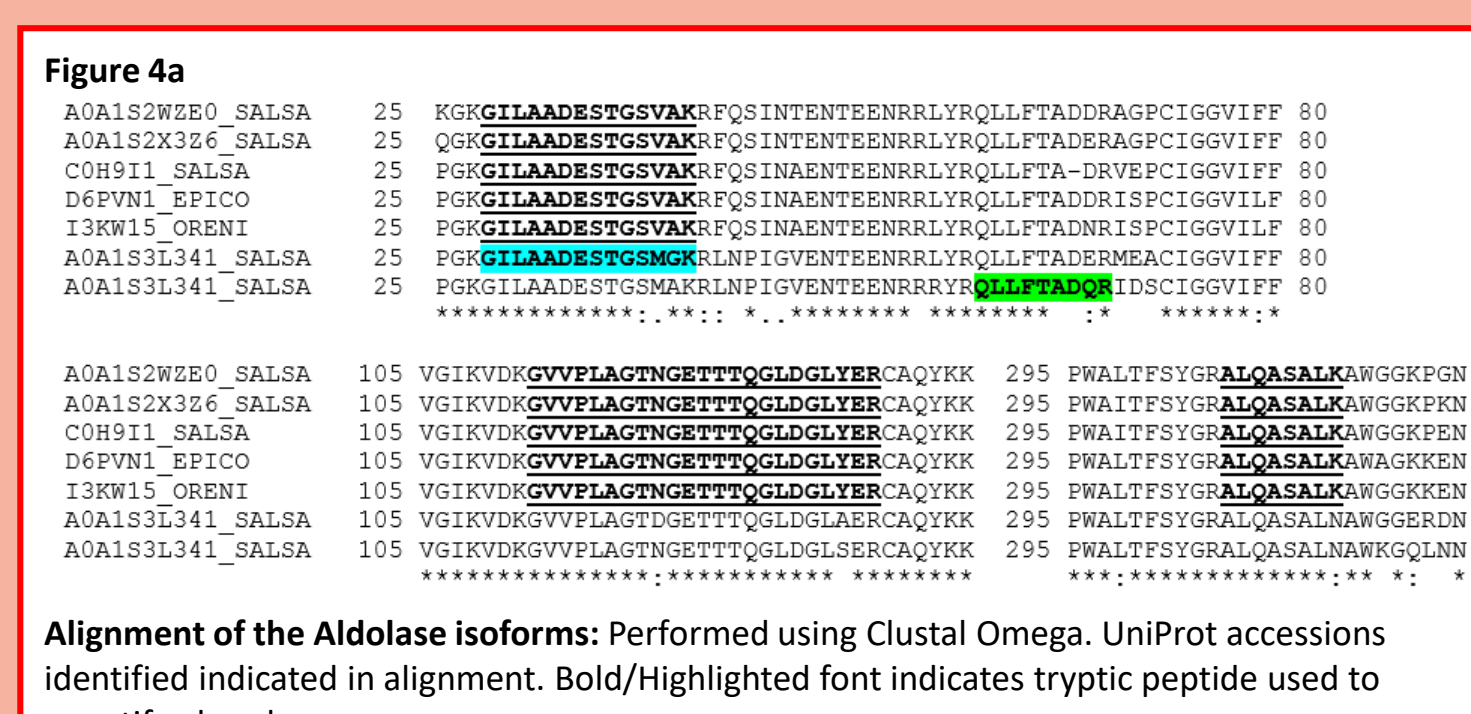 Figure 4a
A0A1S2WZE0_SALSA 25 KGKGILAADESTGSVAKRFQSINTENTEENRRLYRQLLFTADDRAGPCIGGVIFF 80
A0A1S2X3Z6_SALSA 25 QGKGILAADESTGSVAKRFQSINTENTEENRRLYRQLLFTADERAGPCIGGVIFF 80
C0H9I1_SALSA 25 PGKGILAADESTGSVAKRFQSINAENTEENRRLYRQLLFTA-DRVEPCIGGVIFF 80
D6PVN1_EPICO 25 PGKGILAADESTGSVAKRFQSINAENTEENRRLYRQLLFTADDRISPCIGGVILF 80
I3KW15_ORENI 25 PGKGILAADESTGSVAKRFQSINAENTEENRRLYRQLLFTADNRISPCIGGVILF 80
A0A1S3L341_SALSA 25 PGKGILAADESTGSMGKRLNPIGVENTEENRRLYRQLLFTADERMEACIGGVIFF 80
A0A1S3L341_SALSA 25 PGKGILAADESTGSMAKRLNPIGVENTEENRRRYRQLLFTADQRIDSCIGGVIFF 80
*************:.**:: *..******** ******** :* ******:*
A0A1S2WZE0_SALSA 105 VGIKVDKGVVPLAGTNGETTTQGLDGLYERCAQYKK 295 PWALTFSYGRALQASALKAWGGKPGN
A0A1S2X3Z6_SALSA 105 VGIKVDKGVVPLAGTNGETTTQGLDGLYERCAQYKK 295 PWAITFSYGRALQASALKAWGGKPKN
C0H9I1_SALSA 105 VGIKVDKGVVPLAGTNGETTTQGLDGLYERCAQYKK 295 PWAITFSYGRALQASALKAWGGKPEN
D6PVN1_EPICO 105 VGIKVDKGVVPLAGTNGETTTQGLDGLYERCAQYKK 295 PWALTFSYGRALQASALKAWAGKKEN
I3KW15_ORENI 105 VGIKVDKGVVPLAGTNGETTTQGLDGLYERCAQYKK 295 PWALTFSYGRALQASALKAWGGKKEN
A0A1S3L341_SALSA 105 VGIKVDKGVVPLAGTDGETTTQGLDGLAERCAQYKK 295 PWALTFSYGRALQASALNAWGGERDN
A0A1S3L341_SALSA 105 VGIKVDKGVVPLAGTNGETTTQGLDGLSERCAQYKK 295 PWALTFSYGRALQASALNAWKGQLNN
***************:*********** ******** ***:*************:** *: *
Alignment of the Aldolase isoforms: Performed using Clustal Omega. UniProt accessions
identified indicated in alignment. Bold/Highlighted font indicates tryptic peptide used to